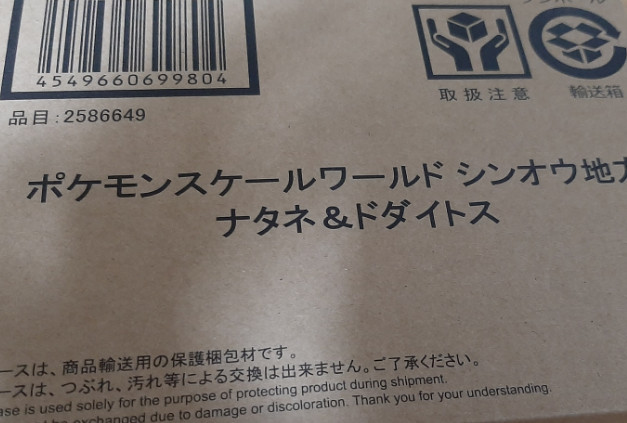 4549660699804
取扱注意
輸送箱
品目:2586649
ポケモンスケールワールド シンオウ地方
ナタネ&ドダイトス
ースは、商品輸送用の保護梱包材です。
ースは、つぶれ、汚れ等による交換は出来ません。ご了承ください。
ase is used solely for the purpose of protecting product during shipment.
be exchanged due to damage or discoloration. Thank you for your understanding.